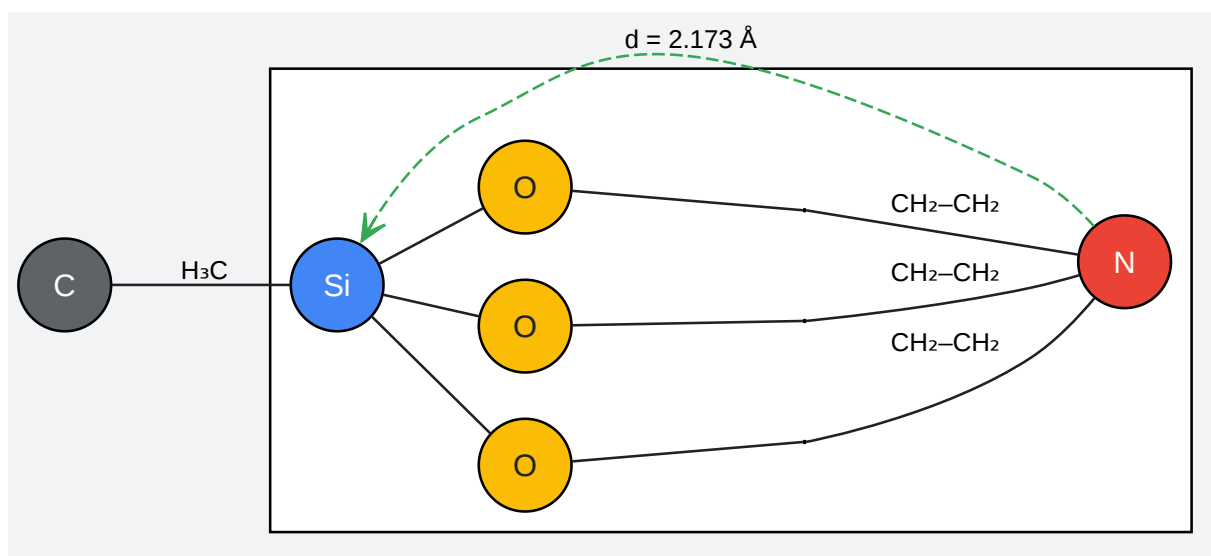 d = 2.173 Å
O
CH₂–CH₂
C
H₃C
Si
N
CH₂–CH₂
O
CH₂–CH₂
O